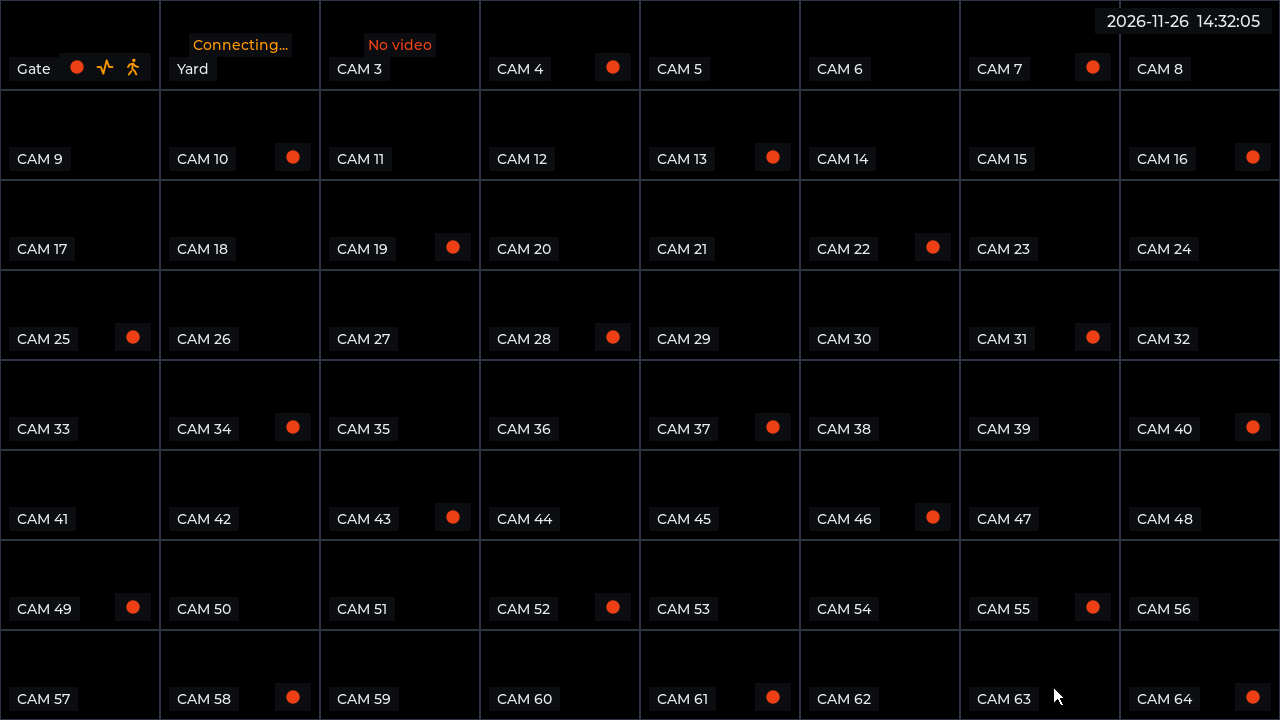 2026-11-26 14:32:05
Connecting...
No video
Gate
Yard
CAM 3
CAM 4
CAM 5
CAM 6
CAM 7
CAM 8
CAM 9
CAM 10
CAM 11
CAM 12
CAM 13
CAM 14
CAM 15
CAM 16
CAM 17
CAM 18
CAM 19
CAM 20
CAM 21
CAM 22
CAM 23
CAM 24
CAM 25
CAM 26
CAM 27
CAM 28
CAM 29
CAM 30
CAM 31
CAM 32
CAM 33
CAM 34
CAM 35
CAM 36
CAM 37
CAM 38
CAM 39
CAM 40
CAM 41
CAM 42
CAM 43
CAM 44
CAM 45
CAM 46
CAM 47
CAM 48
CAM 49
CAM 50
CAM 51
CAM 52
CAM 53
CAM 54
CAM 55
CAM 56
CAM 57
CAM 58
CAM 59
CAM 60
CAM 61
CAM 62
CAM 63
CAM 64